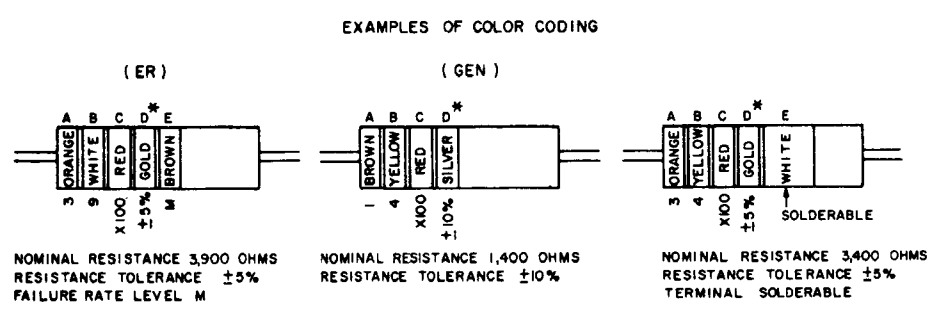 EXAMPLES OF COLOR CODING
(ER)
A B C D* E
ORANGE WHITE RED GOLD BROWN
3 9 X100 ±5% M
NOMINAL RESISTANCE 3,900 OHMS
RESISTANCE TOLERANCE ±5%
FAILURE RATE LEVEL M
(GEN)
A B C D*
BROWN YELLOW RED SILVER
1 4 X100 ±10%
NOMINAL RESISTANCE 1,400 OHMS
RESISTANCE TOLERANCE ±10%
A B C D* E
ORANGE YELLOW RED GOLD WHITE
3 4 X100 ±5%
SOLDERABLE
NOMINAL RESISTANCE 3,400 OHMS
RESISTANCE TOLERANCE ±5%
TERMINAL SOLDERABLE